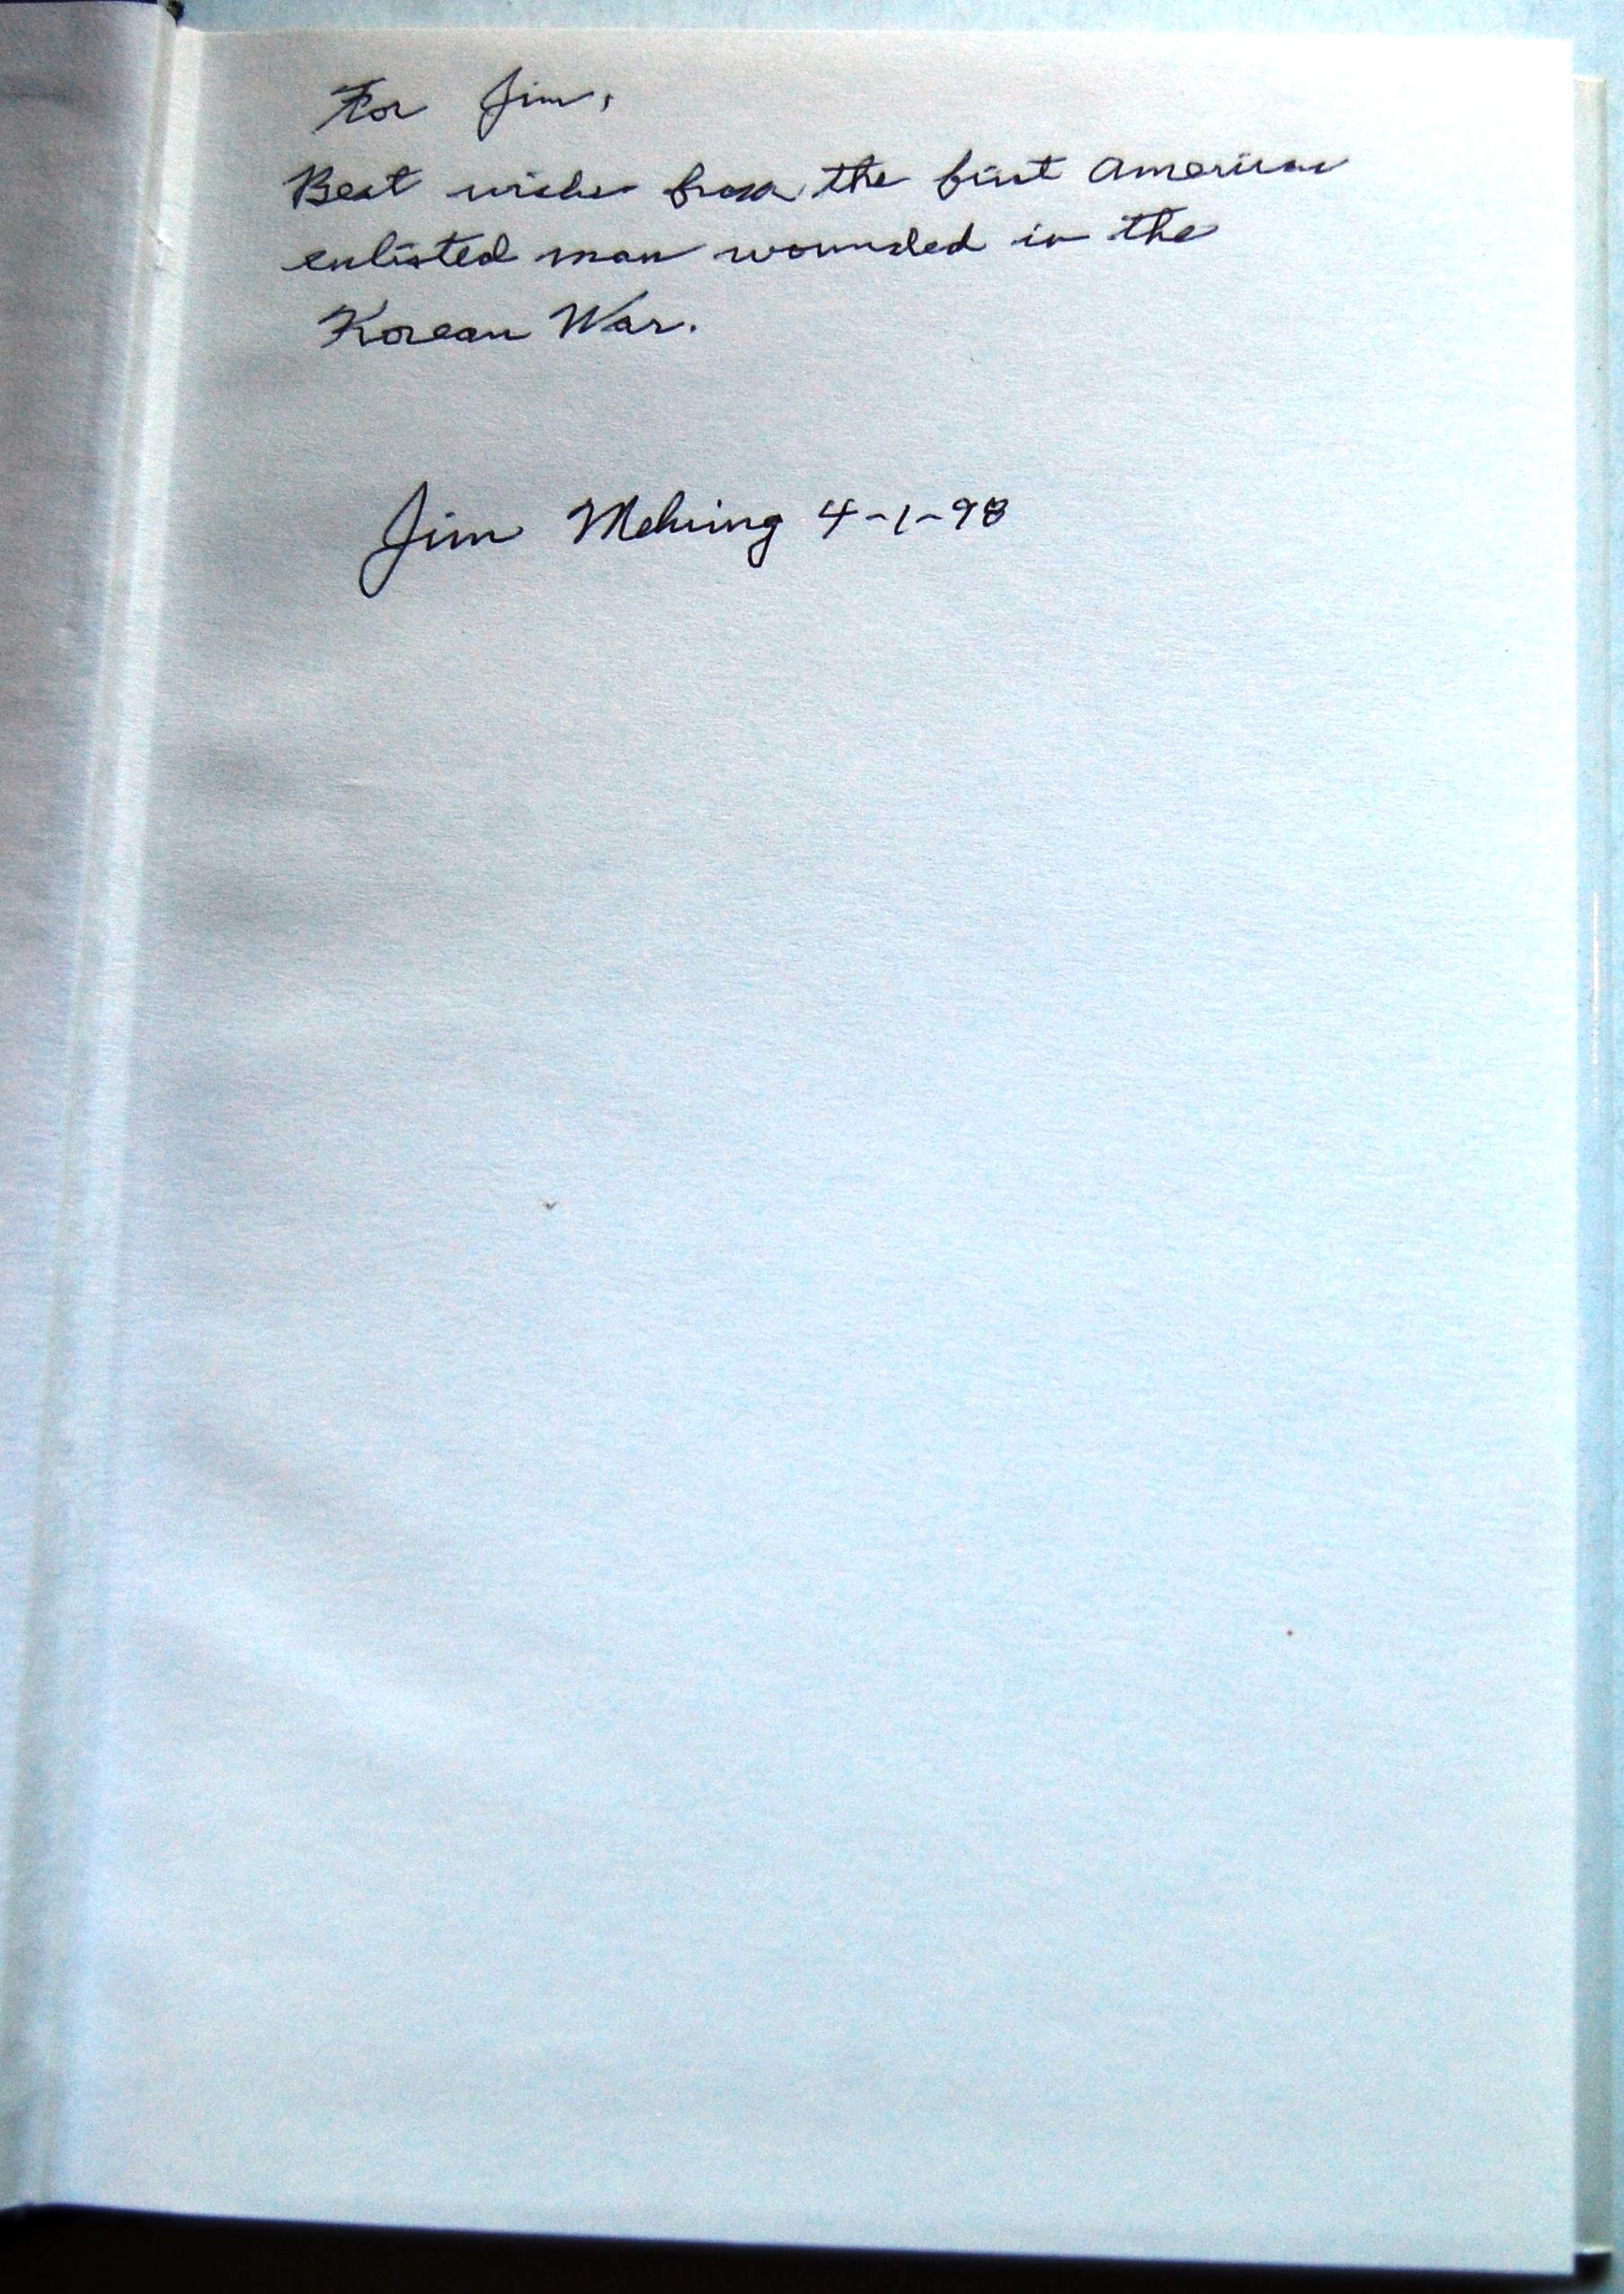 For Jim,
Best wishes from the first American
enlisted man wounded in the
Korean War.
Jim Mehring 4-1-98